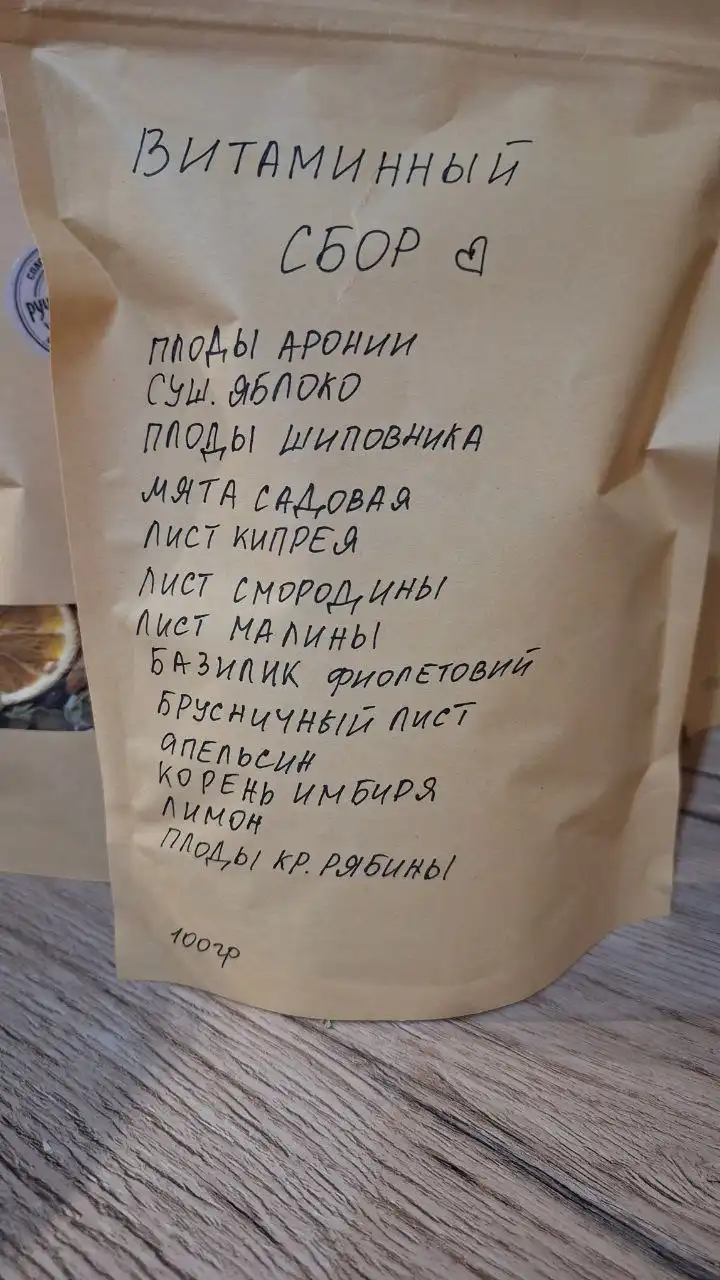 ВИТАМИННЫЙ
СБОР
ПЛОДЫ АРОНИИ
СУШ. ЯБЛОКО
ПЛОДЫ ШИПОВНИКА
МЯТА САДОВАЯ
ЛИСТ КИПРЕЯ
ЛИСТ СМОРОДИНЫ
ЛИСТ МАЛИНЫ
БАЗИЛИК ФИОЛЕТОВИЙ
БРУСНИЧНЫЙ ЛИСТ
АПЕЛЬСИН
КОРЕНЬ ИМБИРЯ
ЛИМОН
ПЛОДЫ КР. РЯБИНЫ
100гр